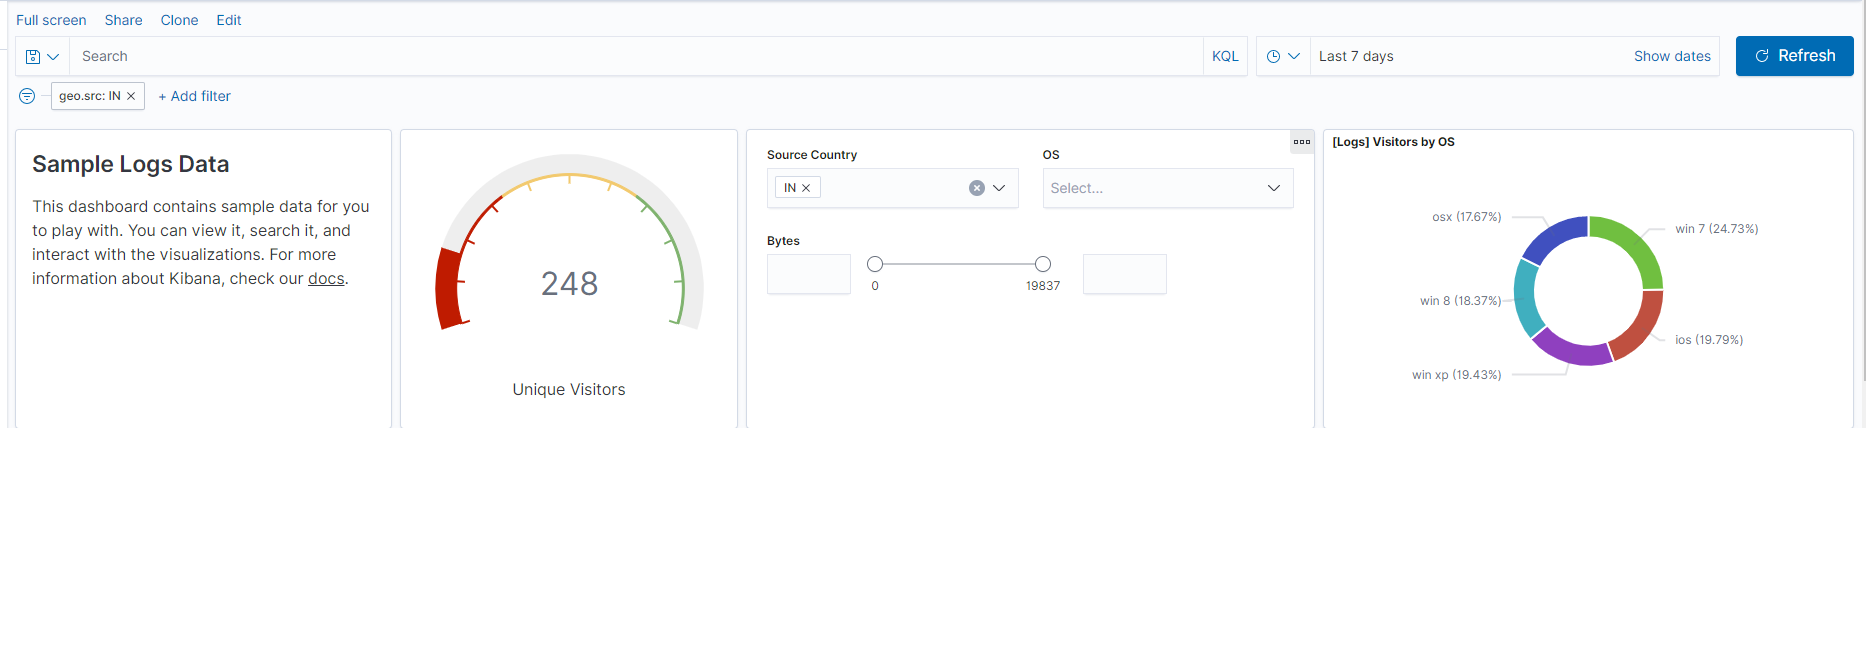 Full screen Share Clone Edit
Search KQL Last 7 days Show dates Refresh
geo.src: IN + Add filter
Sample Logs Data
This dashboard contains sample data for you
to play with. You can view it, search it, and
interact with the visualizations. For more
information about Kibana, check our docs.
248
Unique Visitors
Source Country OS
IN Select...
Bytes
0 19837
[Logs] Visitors by OS
osx (17.67%)
win 7 (24.73%)
win 8 (18.37%)
ios (19.79%)
win xp (19.43%)